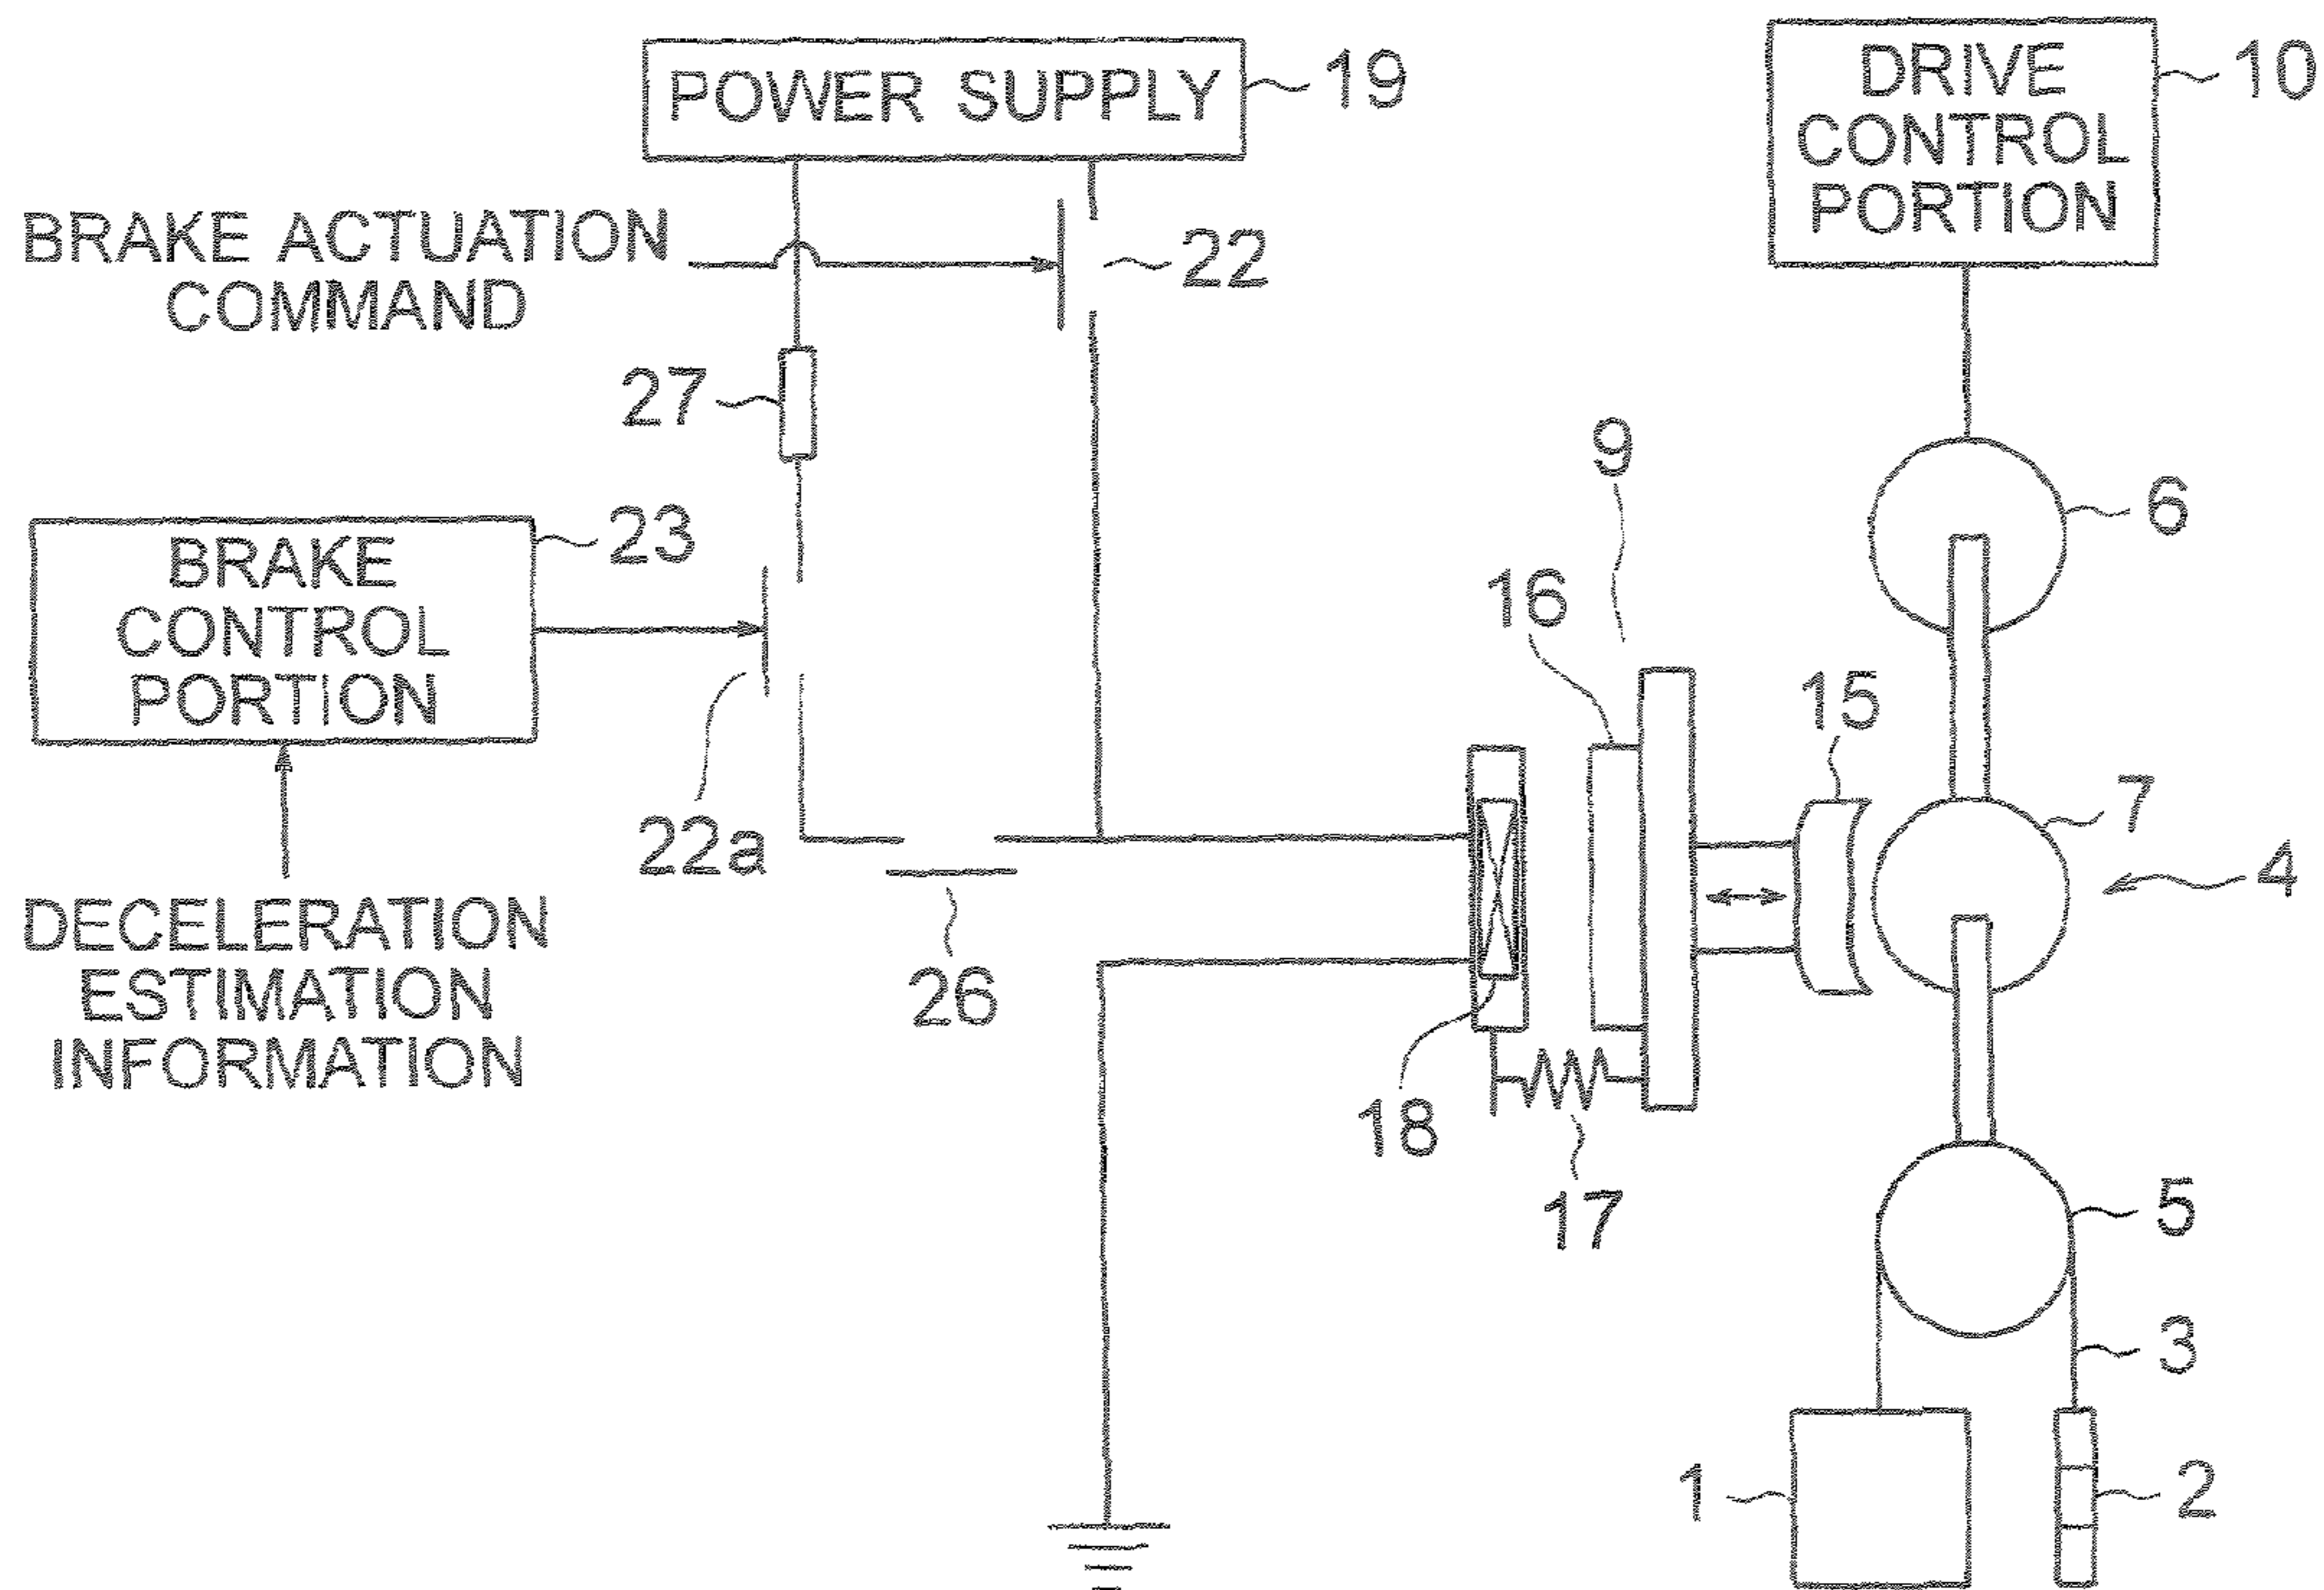 POWER SUPPLY
19
DRIVE
CONTROL
PORTION
10
BRAKE ACTUATION
COMMAND
22
27
9
6
BRAKE
CONTROL
PORTION
23
16
15
7
22a
4
DECELERATION
ESTIMATION
INFORMATION
26
18
17
5
3
1
2